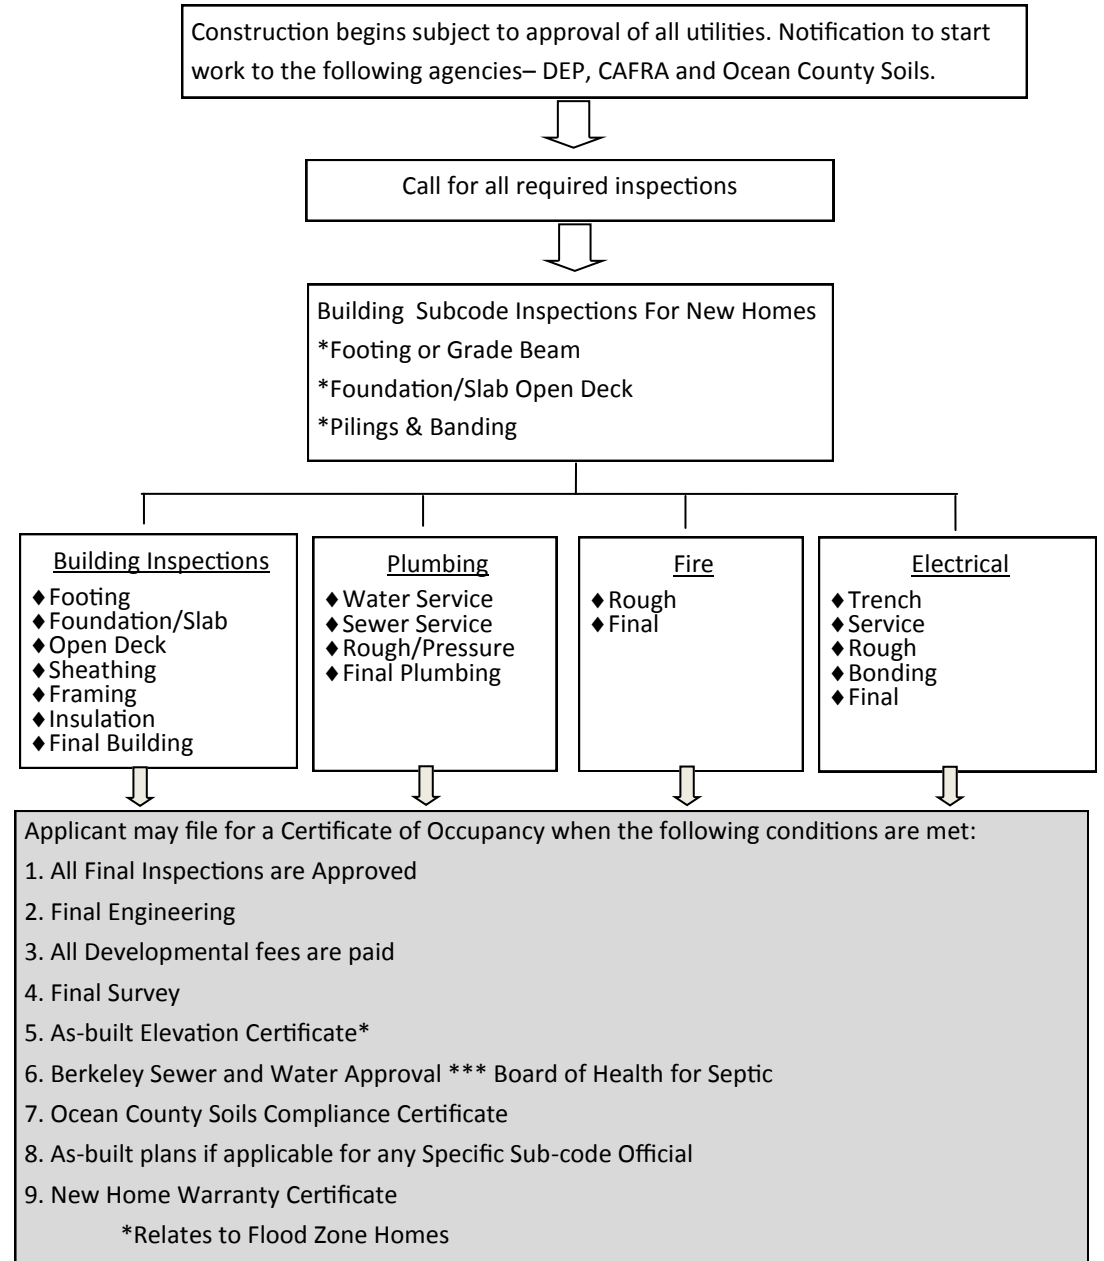 Construction begins subject to approval of all utilities. Notification to start
work to the following agencies– DEP, CAFRA and Ocean County Soils.
Call for all required inspections
Building  Subcode Inspections For New Homes
*Footing or Grade Beam
*Foundation/Slab Open Deck
*Pilings & Banding
Building Inspections
♦Footing
♦Foundation/Slab
♦Open Deck
♦Sheathing
♦Framing
♦Insulation
♦Final Building
Plumbing
♦Water Service
♦Sewer Service
♦Rough/Pressure
♦Final Plumbing
Fire
♦Rough
♦Final
Electrical
♦Trench
♦Service
♦Rough
♦Bonding
♦Final
Applicant may file for a Certificate of Occupancy when the following conditions are met:
1. All Final Inspections are Approved
2. Final Engineering
3. All Developmental fees are paid
4. Final Survey
5. As-built Elevation Certificate*
6. Berkeley Sewer and Water Approval *** Board of Health for Septic
7. Ocean County Soils Compliance Certificate
8. As-built plans if applicable for any Specific Sub-code Official
9. New Home Warranty Certificate
*Relates to Flood Zone Homes